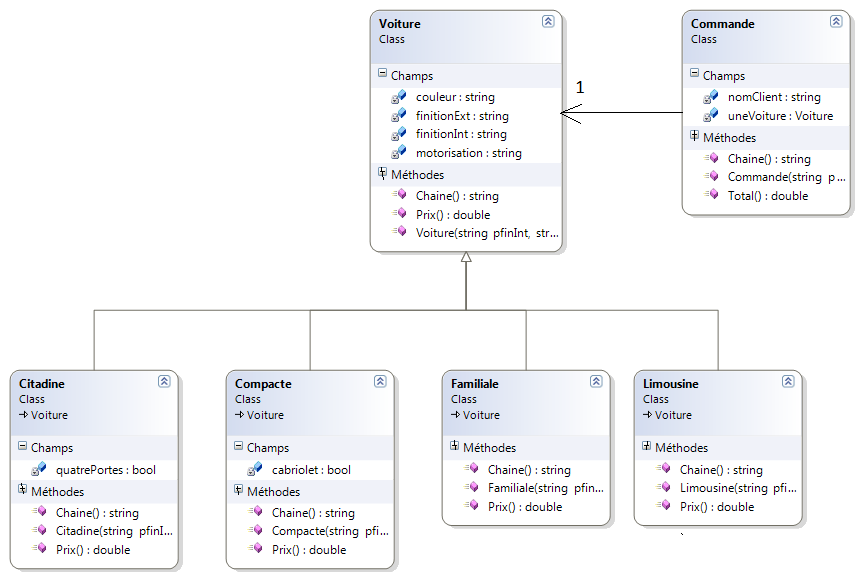 Voiture
Class
Champs
couleur : string
finitionExt : string
finitionInt : string
motorisation : string
Méthodes
Chaine() : string
Prix() : double
Voiture(string pfinInt, str...
1
Commande
Class
Champs
nomClient : string
uneVoiture : Voiture
Méthodes
Chaine() : string
Commande(string p...
Total() : double
Citadine
Class
Voiture
Champs
quatrePortes : bool
Méthodes
Chaine() : string
Citadine(string pfinI...
Prix() : double
Compacte
Class
Voiture
Champs
cabriolet : bool
Méthodes
Chaine() : string
Compacte(string pfi...
Prix() : double
Familiale
Class
Voiture
Méthodes
Chaine() : string
Familiale(string pfin...
Prix() : double
Limousine
Class
Voiture
Méthodes
Chaine() : string
Limousine(string pfi...
Prix() : double